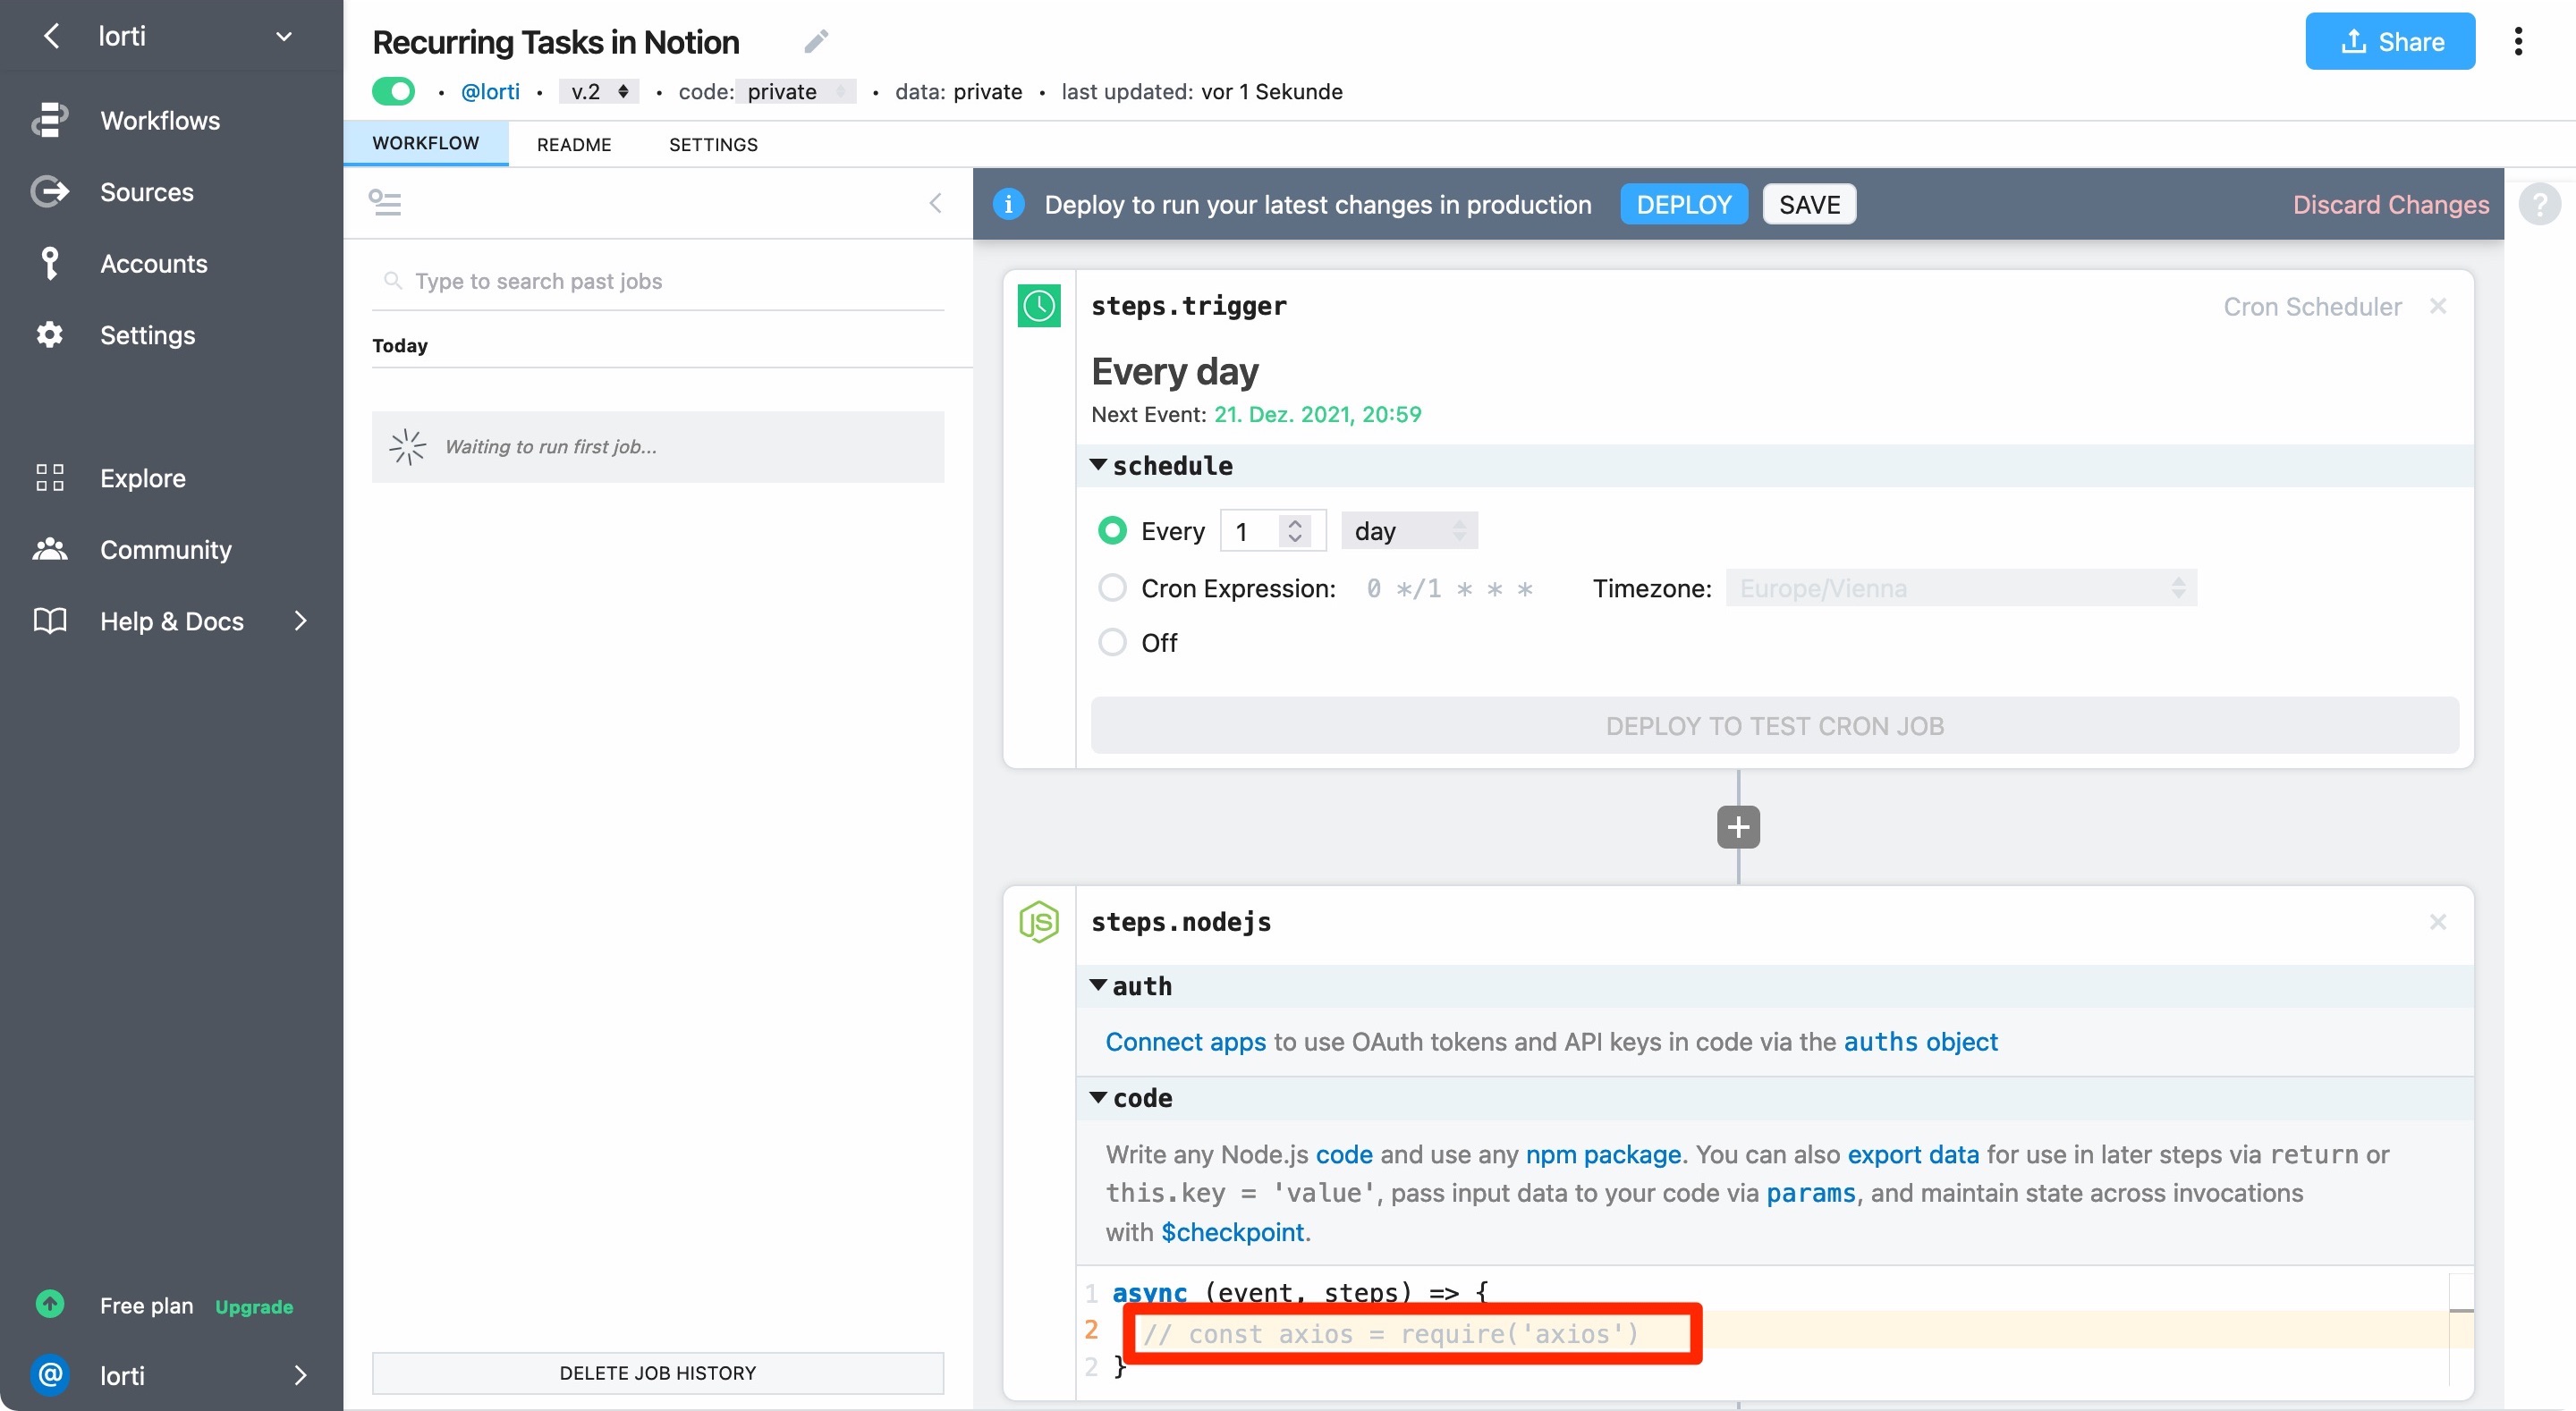 lorti
Workflows
Sources
Accounts
Settings
Explore
Community
Help & Docs
Free plan Upgrade
@ lorti
Recurring Tasks in Notion
Share
• @lorti • v.2 • code: private • data: private • last updated: vor 1 Sekunde
WORKFLOW README SETTINGS
Type to search past jobs
Today
Waiting to run first job...
DELETE JOB HISTORY
i Deploy to run your latest changes in production DEPLOY SAVE Discard Changes ?
steps.trigger Cron Scheduler ×
Every day
Next Event: 21. Dez. 2021, 20:59
schedule
Every 1 day
Cron Expression: 0 */1 * * * Timezone: Europe/Vienna
Off
DEPLOY TO TEST CRON JOB
+
JS steps.nodejs ×
auth
Connect apps to use OAuth tokens and API keys in code via the auths object
code
Write any Node.js code and use any npm package. You can also export data for use in later steps via return or
this.key = 'value', pass input data to your code via params, and maintain state across invocations
with $checkpoint.
1 async (event, steps) => {
2 // const axios = require('axios')
2 }